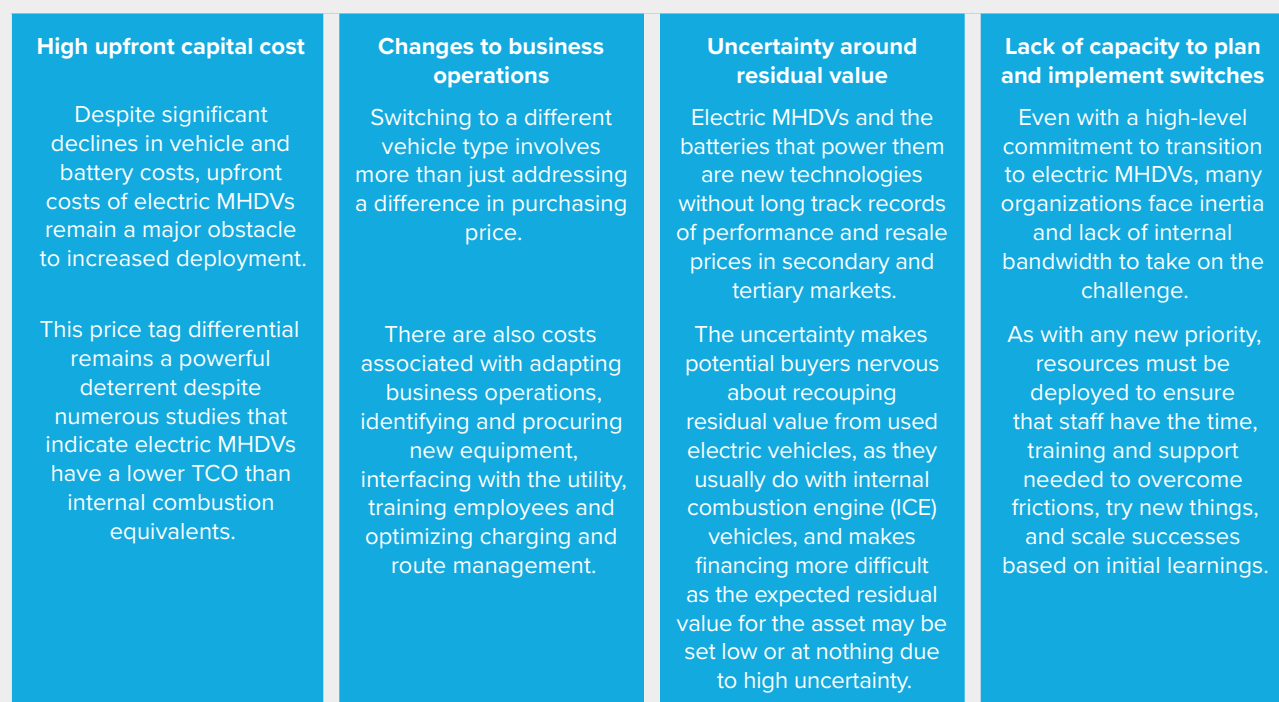 High upfront capital cost
Despite significant
declines in vehicle and
battery costs, upfront
costs of electric MHDVs
remain a major obstacle
to increased deployment.
This price tag differential
remains a powerful
deterrent despite
numerous studies that
indicate electric MHDVs
have a lower TCO than
internal combustion
equivalents.
Changes to business
operations
Switching to a different
vehicle type involves
more than just addressing
a difference in purchasing
price.
There are also costs
associated with adapting
business operations,
identifying and procuring
new equipment,
interfacing with the utility,
training employees and
optimizing charging and
route management.
Uncertainty around
residual value
Electric MHDVs and the
batteries that power them
are new technologies
without long track records
of performance and resale
prices in secondary and
tertiary markets.
The uncertainty makes
potential buyers nervous
about recouping
residual value from used
electric vehicles, as they
usually do with internal
combustion engine (ICE)
vehicles, and makes
financing more difficult
as the expected residual
value for the asset may be
set low or at nothing due
to high uncertainty.
Lack of capacity to plan
and implement switches
Even with a high-level
commitment to transition
to electric MHDVs, many
organizations face inertia
and lack of internal
bandwidth to take on the
challenge.
As with any new priority,
resources must be
deployed to ensure
that staff have the time,
training and support
needed to overcome
frictions, try new things,
and scale successes
based on initial learnings.